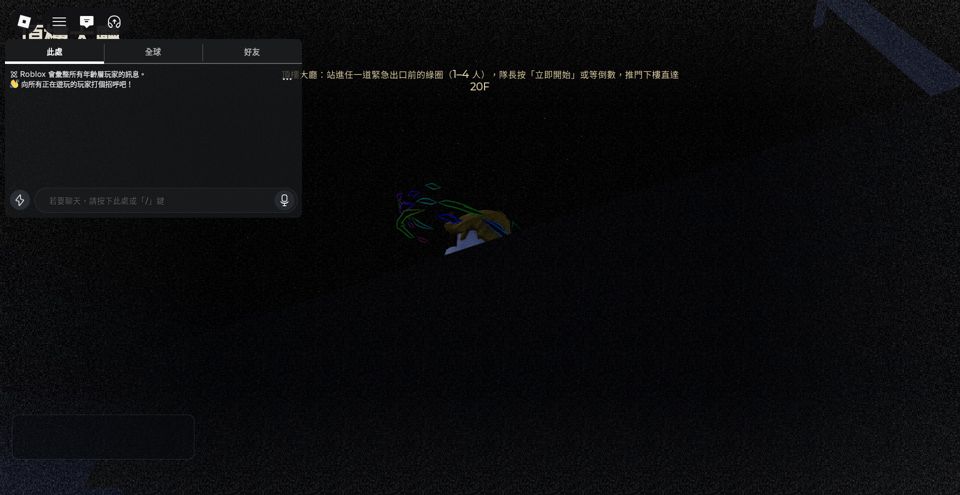 此處
全球
好友
Roblox 會彙整所有年齡層玩家的訊息。
👋 向所有正在遊玩的玩家打個招呼吧！
若要聊天，請按下此處或「/」鍵
大廳：站進任一道緊急出口前的綠圈（1–4 人），隊長按「立即開始」或等倒數，推門下樓直達
20F